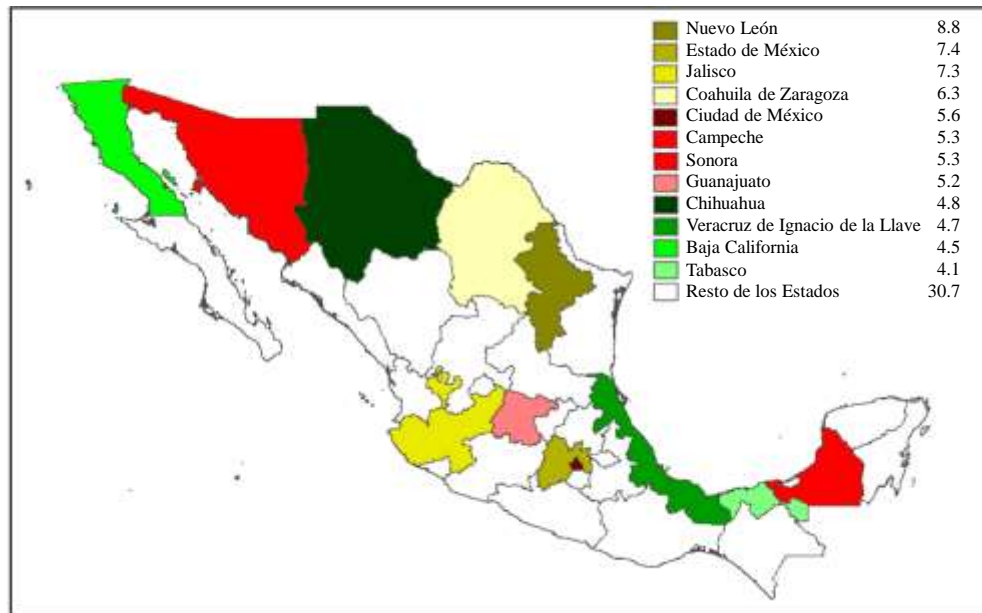 Nuevo León 8.8
Estado de México 7.4
Jalisco 7.3
Coahuila de Zaragoza 6.3
Ciudad de México 5.6
Campeche 5.3
Sonora 5.3
Guanajuato 5.2
Chihuahua 4.8
Veracruz de Ignacio de la Llave 4.7
Baja California 4.5
Tabasco 4.1
Resto de los Estados 30.7